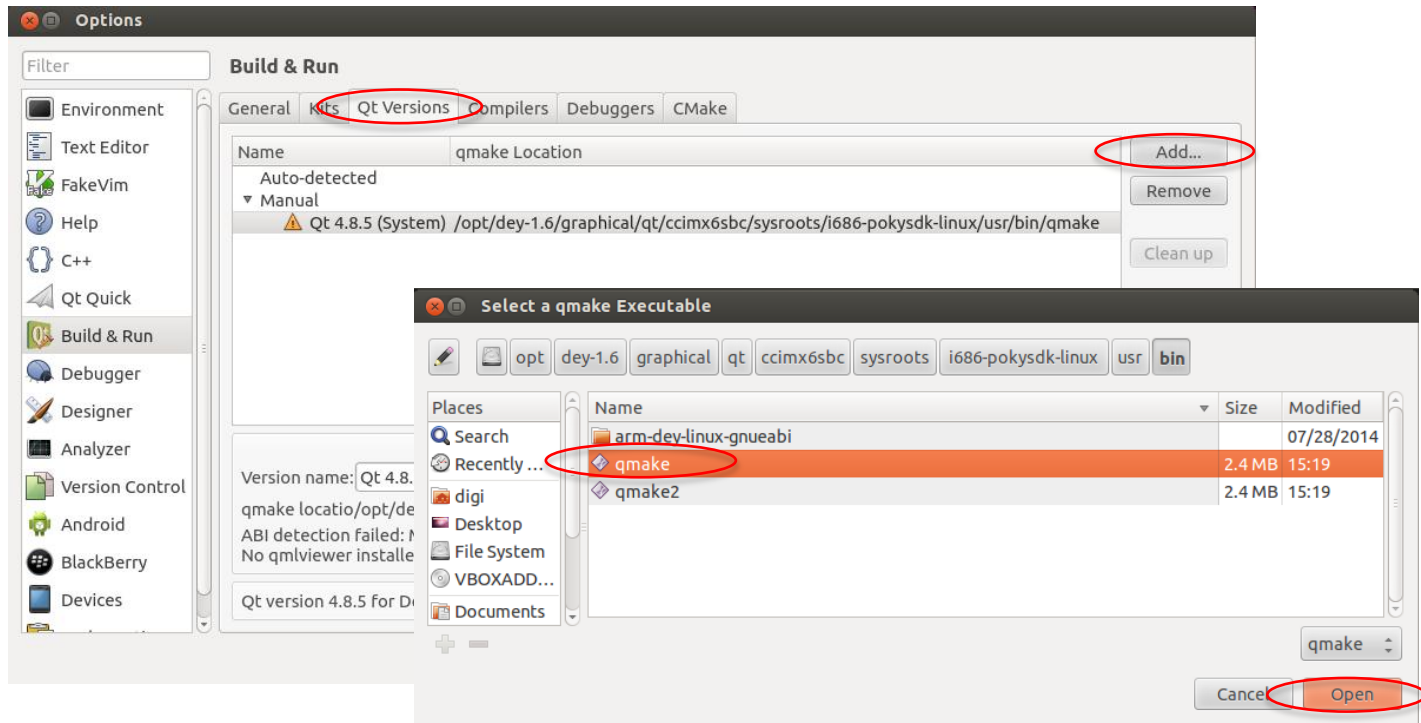 Options
Filter
Build & Run
Environment
Text Editor
FakeVim
Help
C++
Qt Quick
Build & Run
Debugger
Designer
Analyzer
Version Control
Android
BlackBerry
Devices
General Kits Qt Versions Compilers Debuggers CMake
Name qmake Location
Auto-detected
Manual
Qt 4.8.5 (System) /opt/dey-1.6/graphical/qt/ccimx6sbc/sysroots/i686-pokysdk-linux/usr/bin/qmake
Add...
Remove
Clean up
Version name: Qt 4.8.
qmake locatio/opt/de
ABI detection failed:
No qmlviewer installe
Qt version 4.8.5 for
Select a qmake Executable
opt dey-1.6 graphical qt ccimx6sbc sysroots i686-pokysdk-linux usr bin
Places
Search
Recently ...
digi
Desktop
File System
VBOXADD...
Documents
Name Size Modified
arm-dey-linux-gnueabi 07/28/2014
qmake 2.4 MB 15:19
qmake2 2.4 MB 15:19
qmake
Cancel Open